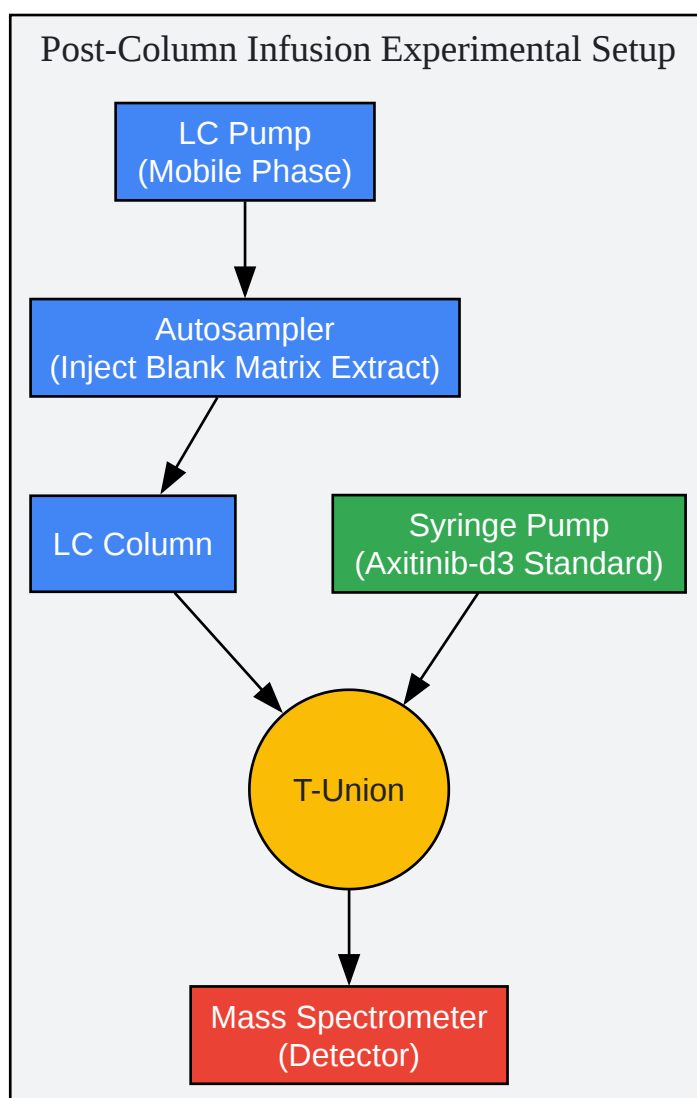 Post-Column Infusion Experimental Setup
LC Pump
(Mobile Phase)
Autosampler
(Inject Blank Matrix Extract)
LC Column
Syringe Pump
(Axitinib-d3 Standard)
T-Union
Mass Spectrometer
(Detector)